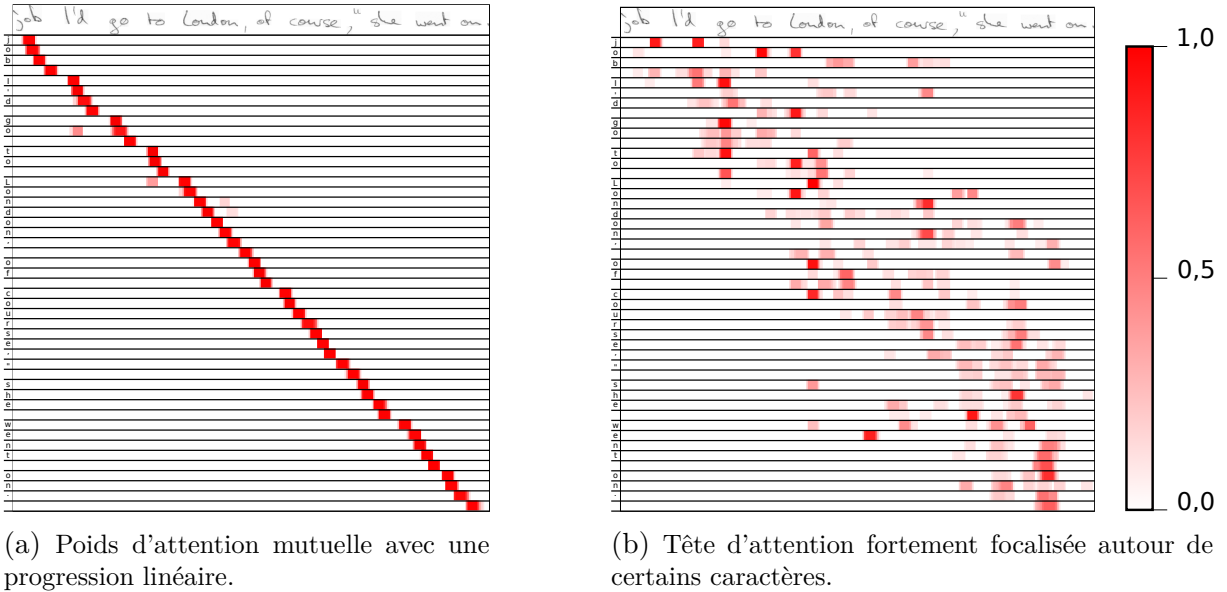 job I'd go to London, of course," she went on.
j o b I ' d g o t o L o n d o n , o f c o u r s e , " s h e w e n t o n .
(a) Poids d'attention mutuelle avec une
progression linéaire.
job I'd go to London, of course," she went on.
j o b I ' d g o t o L o n d o n , o f c o u r s e , " s h e w e n t o n .
1,0
0,5
0,0
(b) Tête d'attention fortement focalisée autour de
certains caractères.